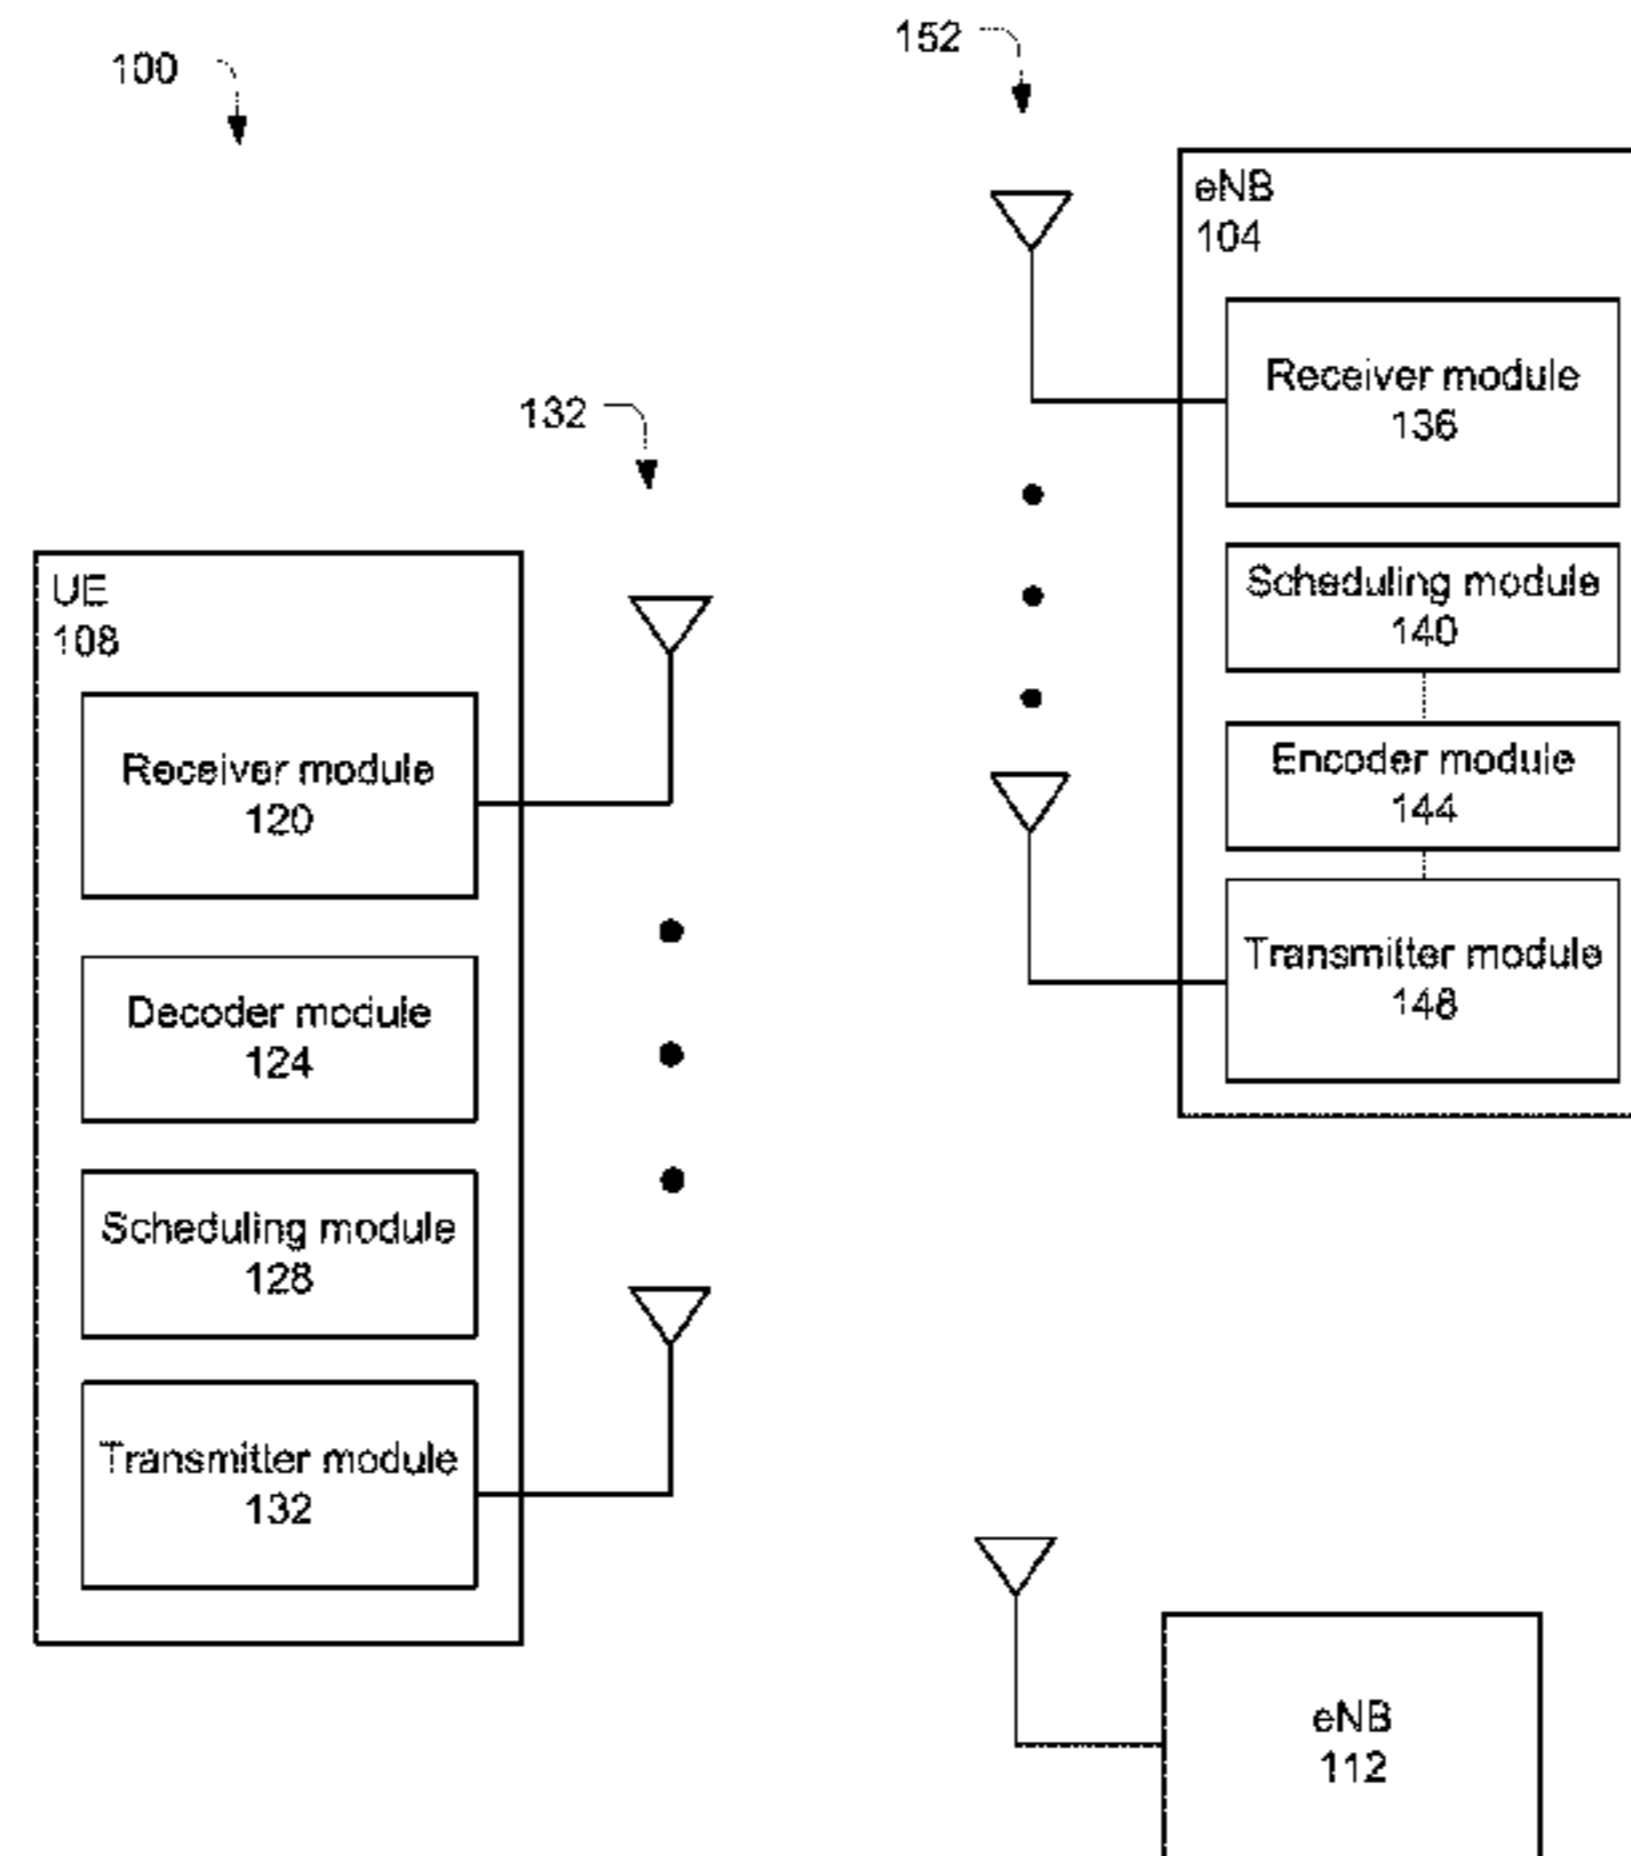 100
152
132
eNB
104
Receiver module
136
Scheduling module
140
Encoder module
144
Transmitter module
148
UE
108
Receiver module
120
Decoder module
124
Scheduling module
128
Transmitter module
132
eNB
112